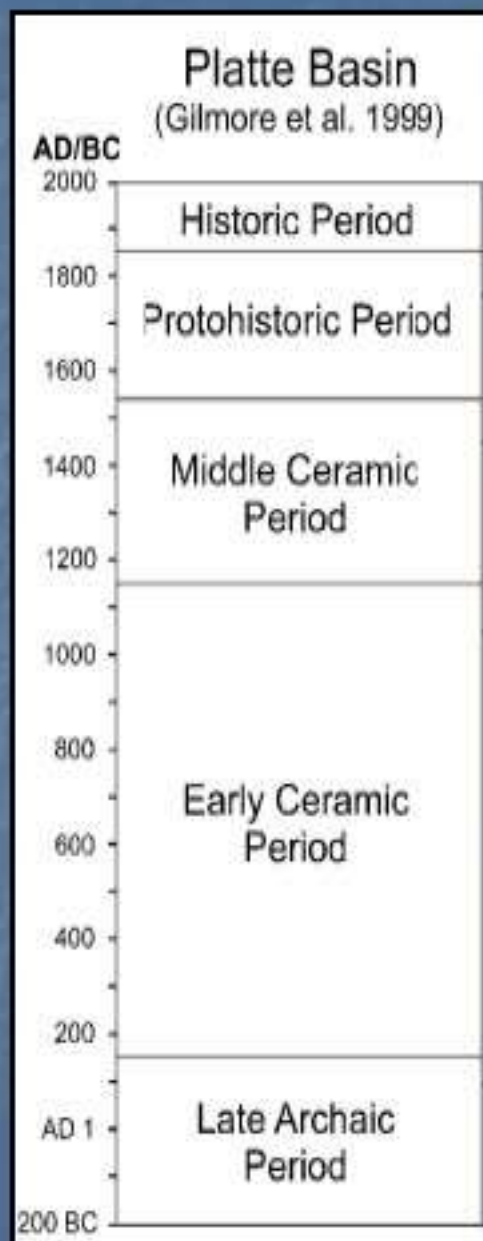 Platte Basin
(Gilmore et al. 1999)
AD/BC
2000
Historic Period
1800
Protohistoric Period
1600
1400
Middle Ceramic
Period
1200
1000
800
Early Ceramic
Period
600
400
200
AD 1
Late Archaic
Period
200 BC